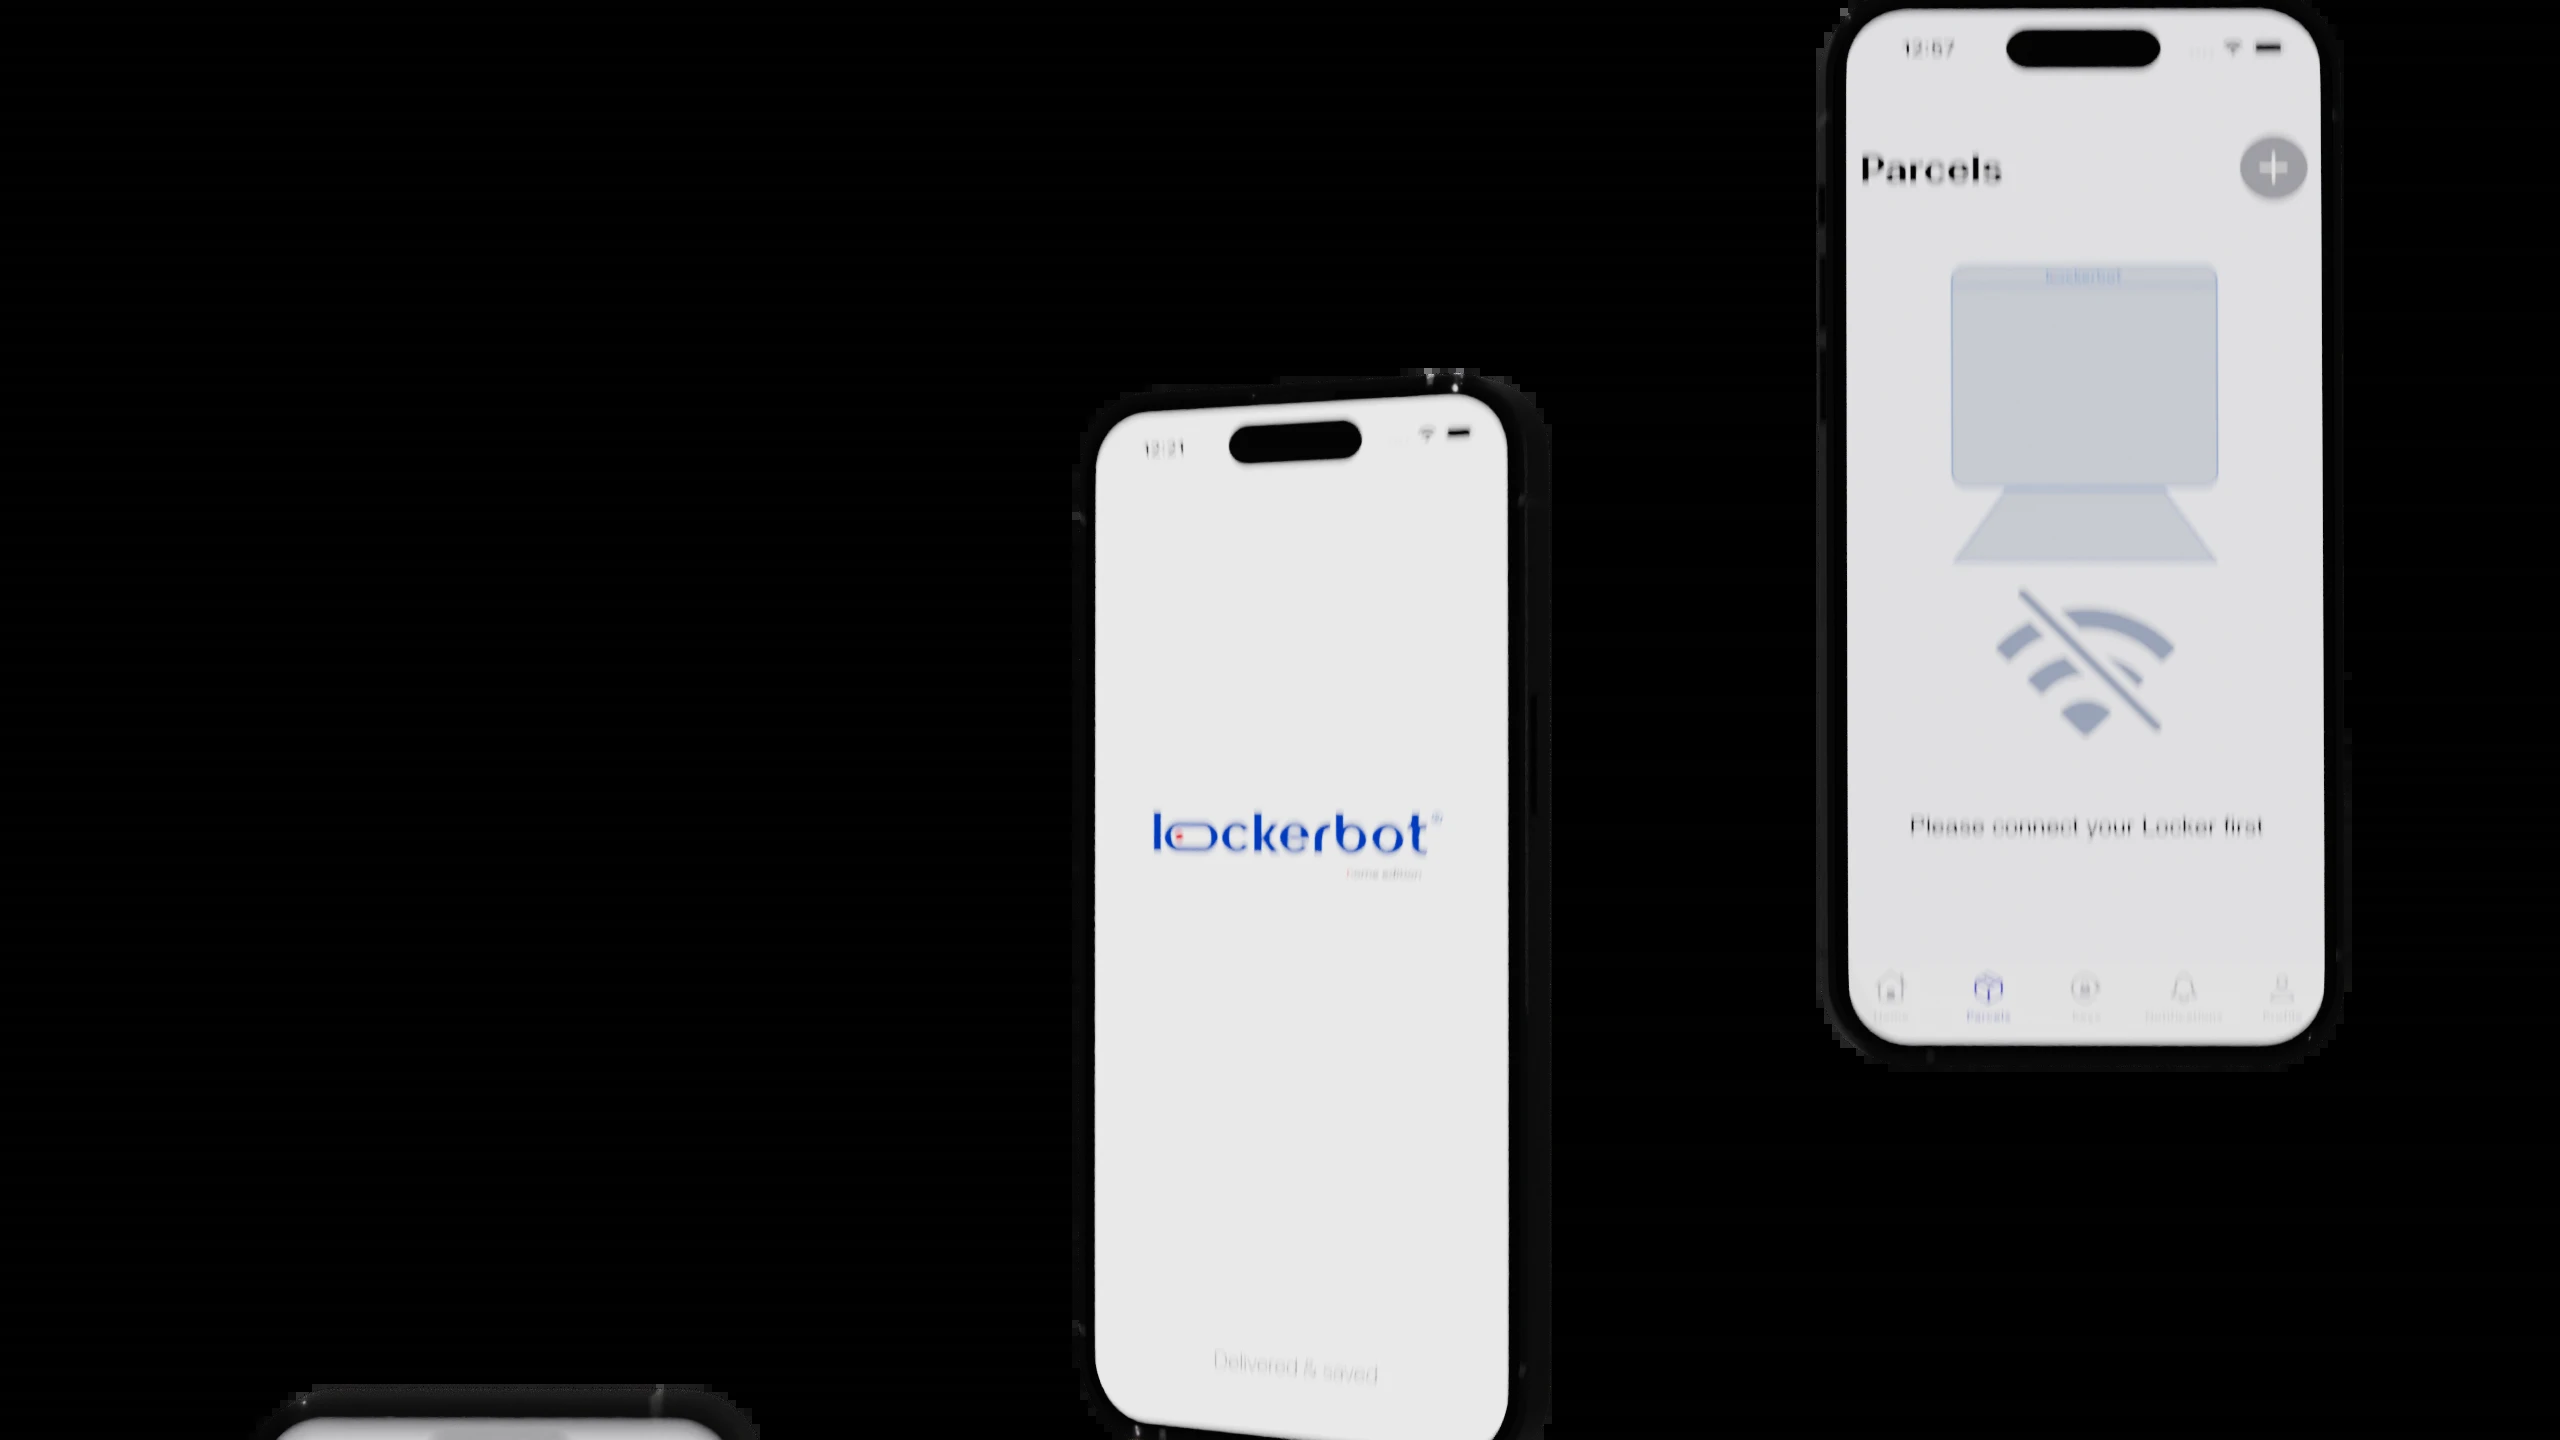 12:21
lockerbot
home edition
Delivered & saved
12:57
Parcels
lockerbot
Please connect your Locker first
Home
Parcels
Keys
Notifications
Profile